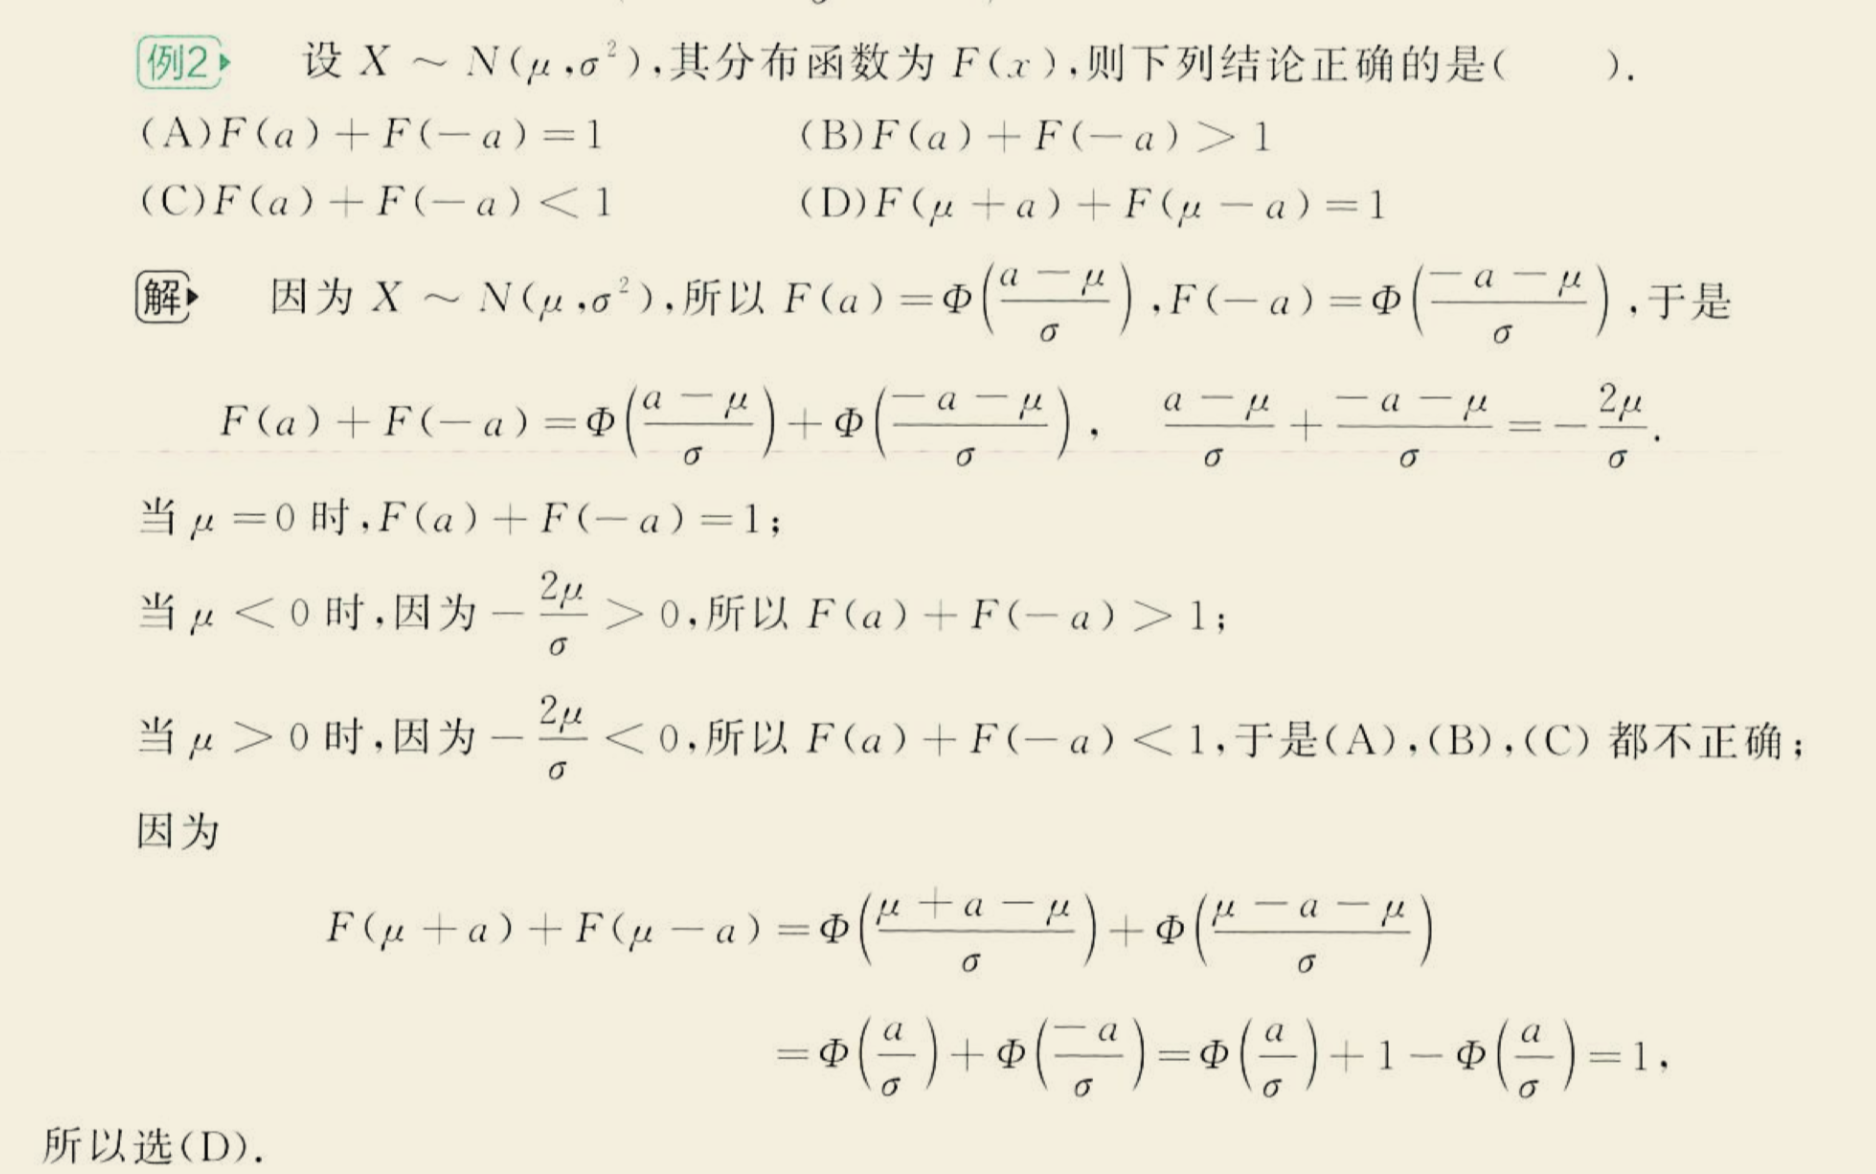 例2 设 X ~ N(μ,σ²),其分布函数为 F(x),则下列结论正确的是(  ).
(A)F(a)+F(-a)=1 (B)F(a)+F(-a)>1
(C)F(a)+F(-a)<1 (D)F(μ+a)+F(μ-a)=1
解 因为 X ~ N(μ,σ²),所以 F(a)=Φ((a-μ)/σ),F(-a)=Φ((-a-μ)/σ),于是
F(a)+F(-a)=Φ((a-μ)/σ)+Φ((-a-μ)/σ), (a-μ)/σ+(-a-μ)/σ=-2μ/σ.
当 μ=0 时,F(a)+F(-a)=1;
当 μ<0 时,因为-2μ/σ>0,所以 F(a)+F(-a)>1;
当 μ>0 时,因为-2μ/σ<0,所以 F(a)+F(-a)<1,于是(A),(B),(C) 都不正确;
因为
F(μ+a)+F(μ-a)=Φ((μ+a-μ)/σ)+Φ((μ-a-μ)/σ)
=Φ(a/σ)+Φ(-a/σ)=Φ(a/σ)+1-Φ(a/σ)=1,
所以选(D).